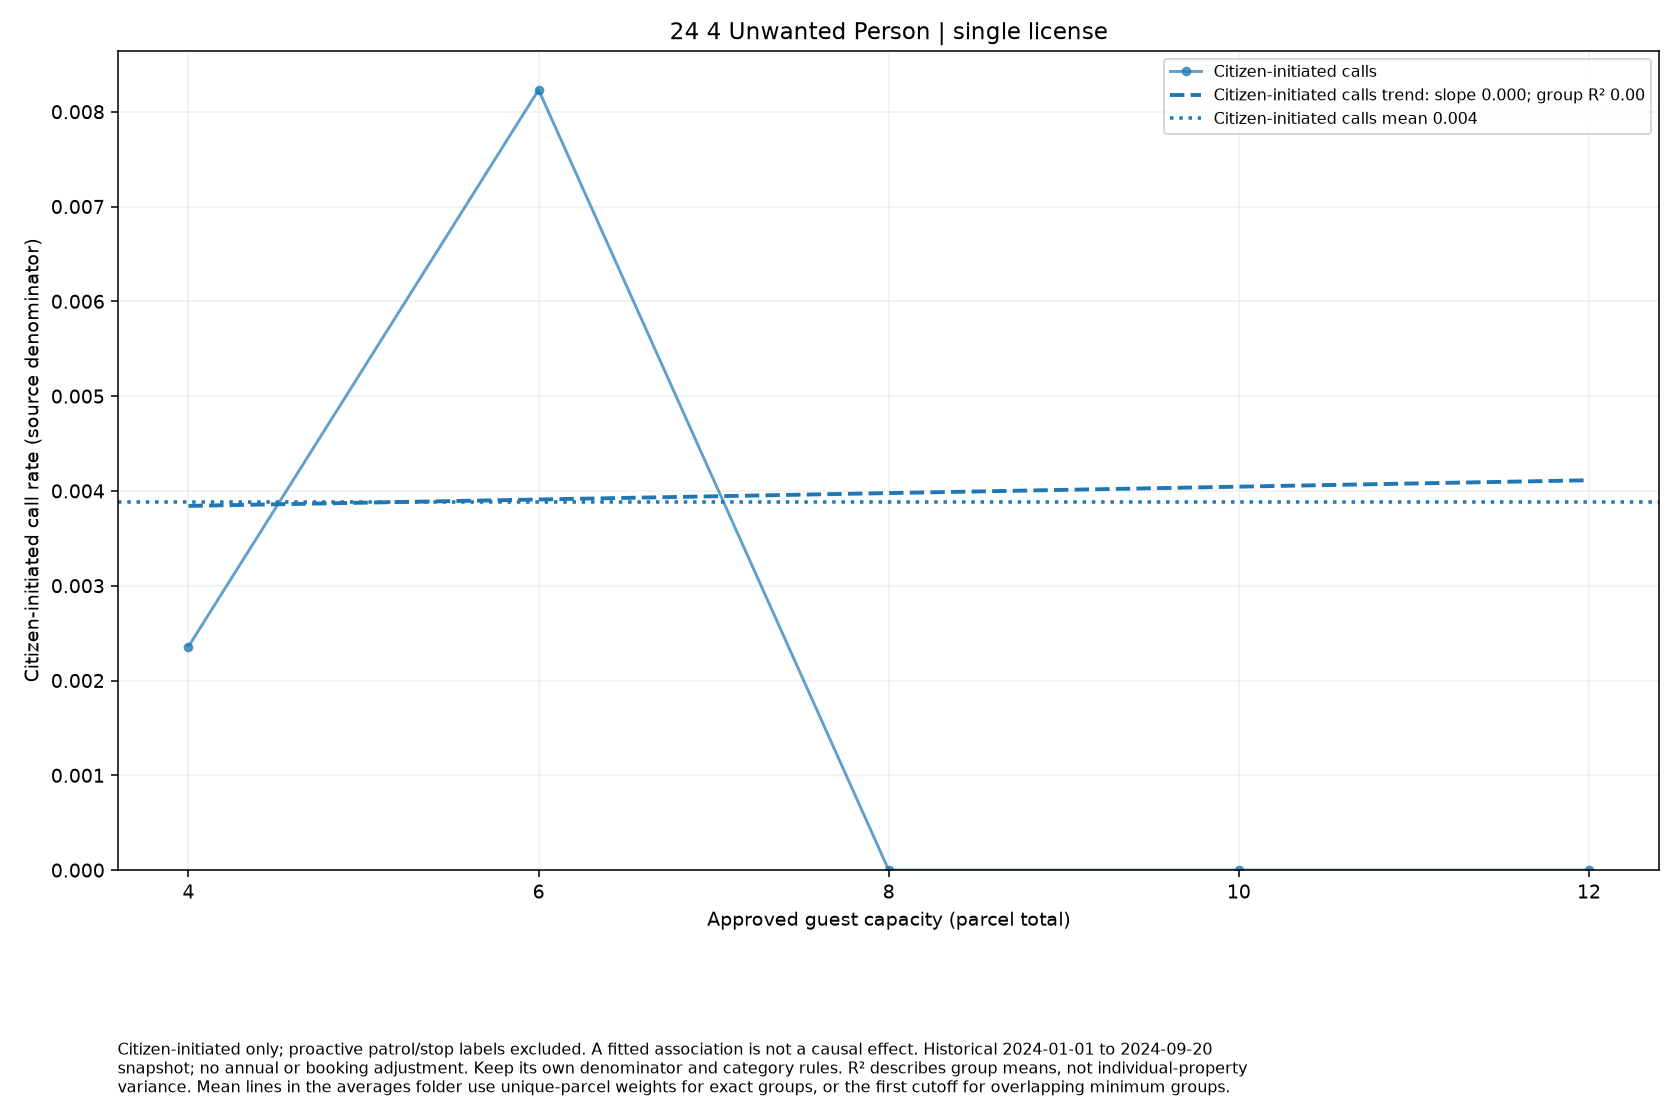 24 4 Unwanted Person | single license
Citizen-initiated calls
Citizen-initiated calls trend: slope 0.000; group R² 0.00
Citizen-initiated calls mean 0.004
Citizen-initiated call rate (source denominator)
0.008
0.007
0.006
0.005
0.004
0.003
0.002
0.001
0.000
4 6 8 10 12
Approved guest capacity (parcel total)
Citizen-initiated only; proactive patrol/stop labels excluded. A fitted association is not a causal effect. Historical 2024-01-01 to 2024-09-20
snapshot; no annual or booking adjustment. Keep its own denominator and category rules. R² describes group means, not individual-property
variance. Mean lines in the averages folder use unique-parcel weights for exact groups, or the first cutoff for overlapping minimum groups.